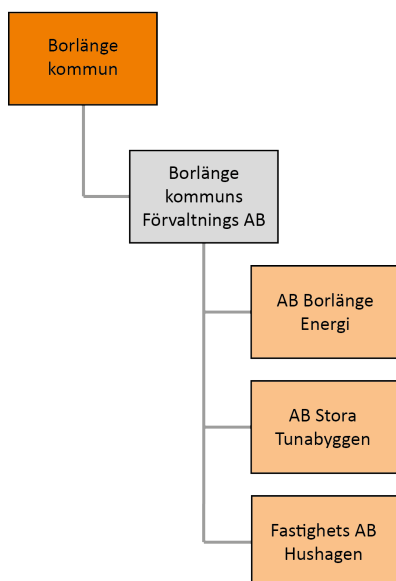 Borlänge
kommun
Borlänge
kommuns
Förvaltnings AB
AB Borlänge
Energi
AB Stora
Tunabyggen
Fastighets AB
Hushagen